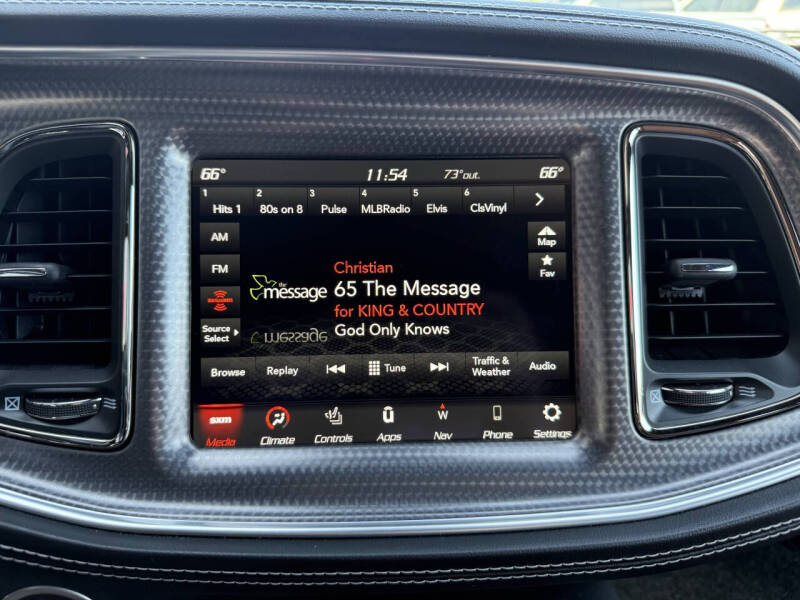 66° 11:54 73°out. 66°
1 2 3 4 5 6
Hits 1 80s on 8 Pulse MLBRadio Elvis ClsVinyl
AM
FM
Source
Select
Map
Fav
the
message
Christian
65 The Message
for KING & COUNTRY
God Only Knows
message
Browse Replay Tune Traffic &
Weather Audio
sxm W
Media Climate Controls Apps Nav Phone Settings